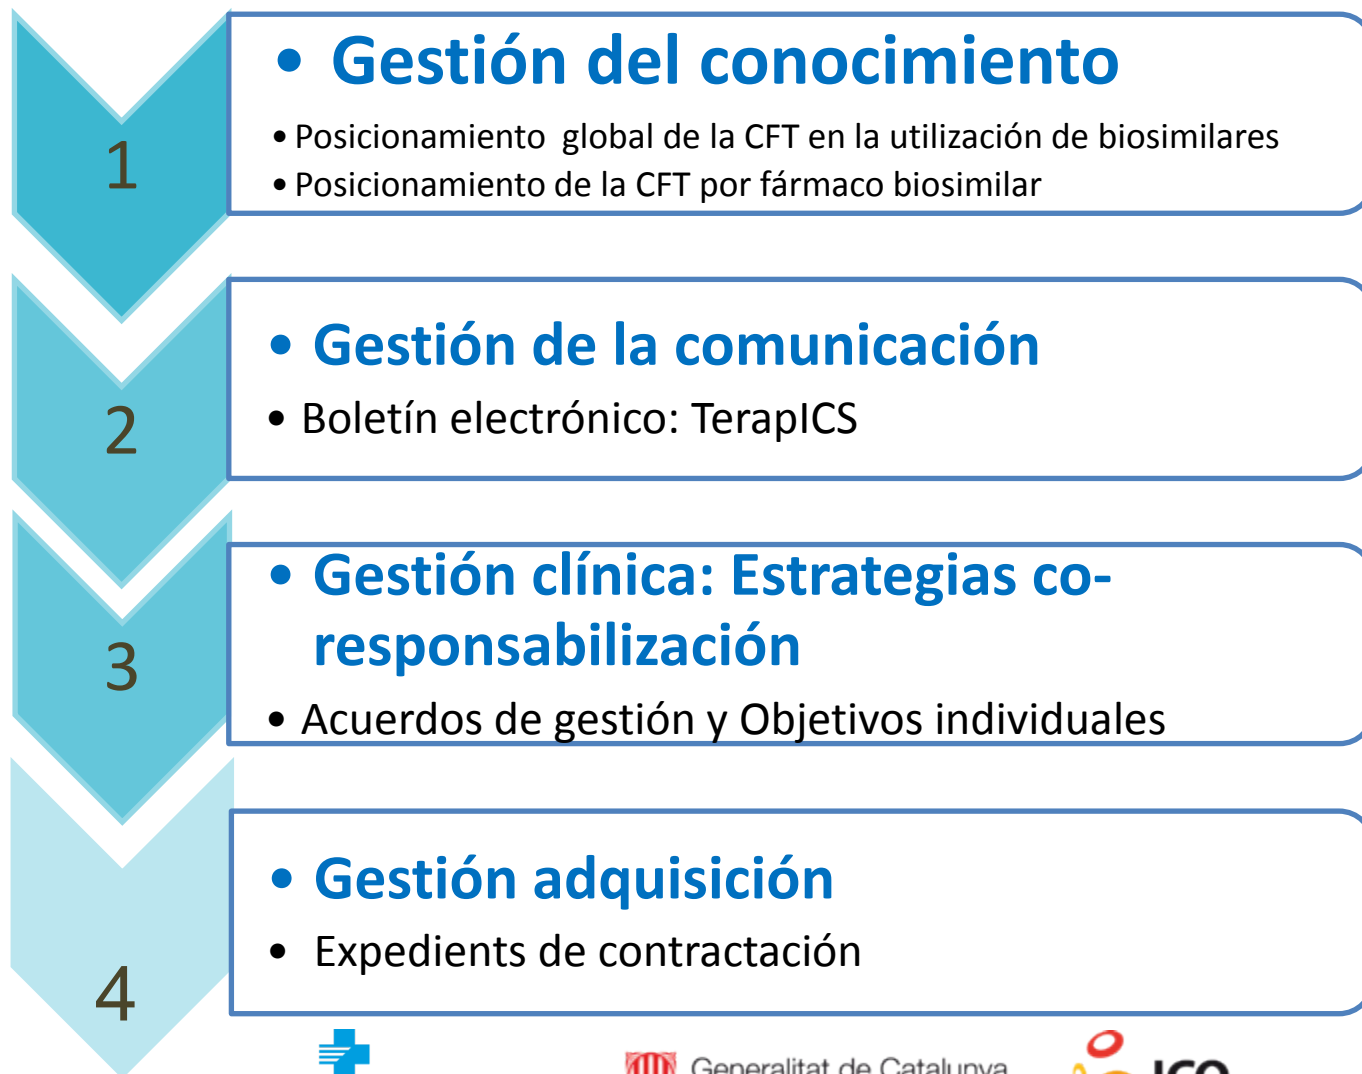 1
• Gestión del conocimiento
• Posicionamiento global de la CFT en la utilización de biosimilares
• Posicionamiento de la CFT por fármaco biosimilar
2
• Gestión de la comunicación
• Boletín electrónico: TerapICS
3
• Gestión clínica: Estrategias co-
responsabilización
• Acuerdos de gestión y Objetivos individuales
4
• Gestión adquisición
• Expedients de contractación
Generalitat de Catalunya
ICO